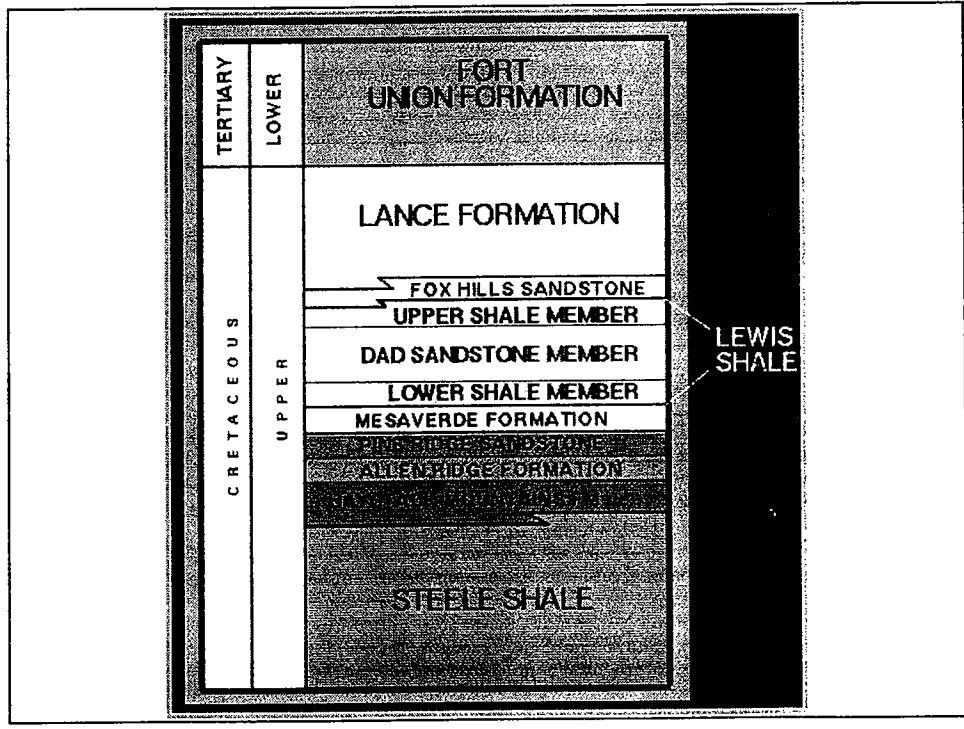 TERTIARY
LOWER
FORT
UNION FORMATION
CRETACEOUS
UPPER
LANCE FORMATION
FOX HILLS SANDSTONE
UPPER SHALE MEMBER
DAD SANDSTONE MEMBER
LOWER SHALE MEMBER
LEWIS
SHALE
MESAVERDE FORMATION
PINE RIDGE SANDSTONE
ALLEN RIDGE FORMATION
STEELE SHALE